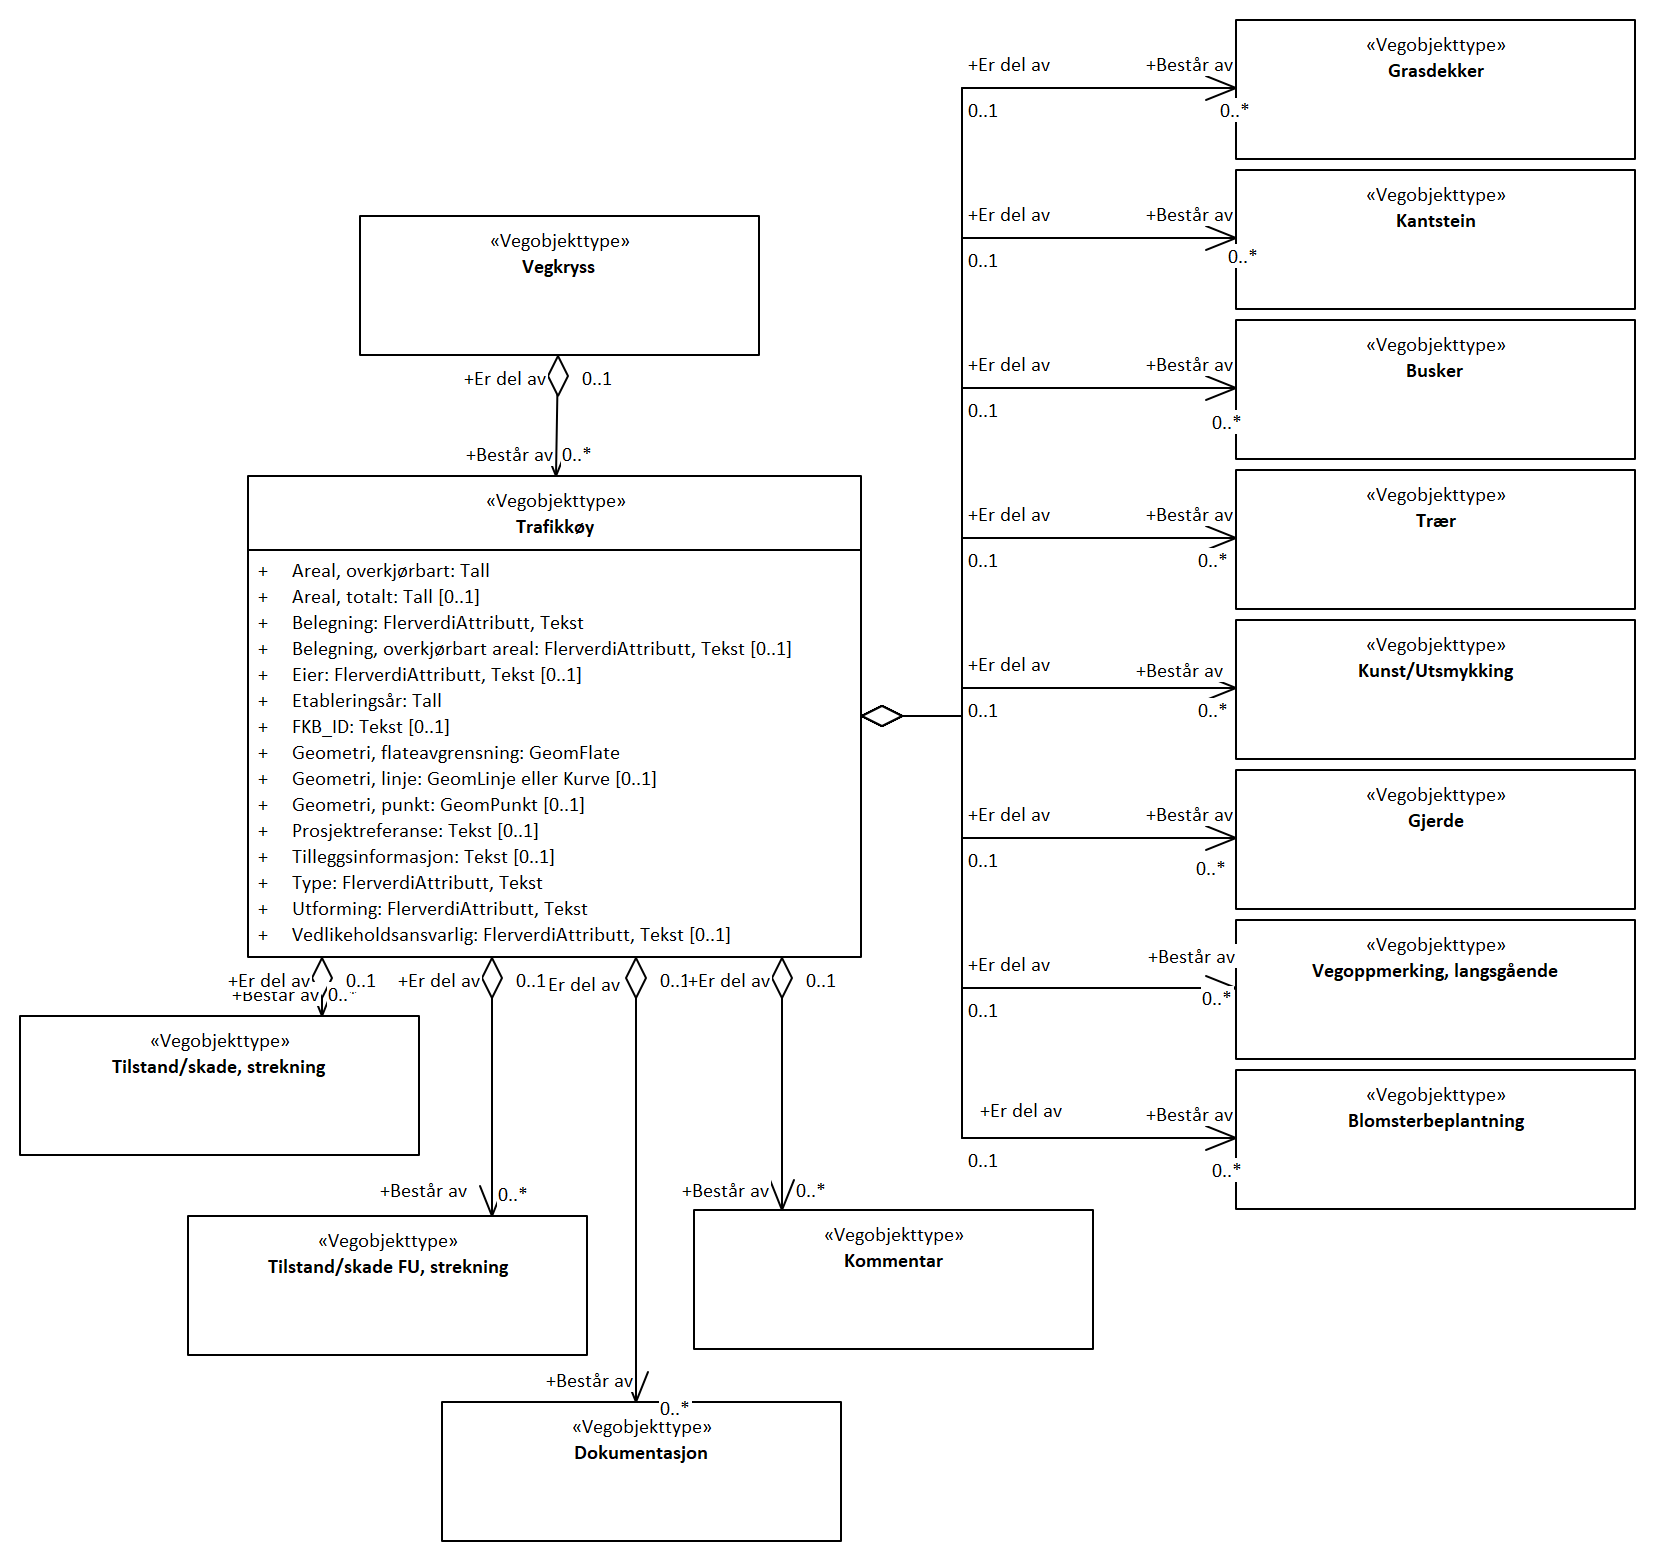 «Vegobjekttype»
Grasdekker
+Er del av
+Består av
0..1
0..*
«Vegobjekttype»
Kantstein
+Er del av
+Består av
0..1
0..*
«Vegobjekttype»
Vegkryss
+Er del av
0..1
+Består av
0..*
«Vegobjekttype»
Busker
+Er del av
+Består av
0..1
0..*
«Vegobjekttype»
Trær
+Er del av
+Består av
0..1
0..*
«Vegobjekttype»
Trafikkøy
+ Areal, overkjørbart: Tall
+ Areal, totalt: Tall [0..1]
+ Belegning: FlerverdiAttributt, Tekst
+ Belegning, overkjørbart areal: FlerverdiAttributt, Tekst [0..1]
+ Eier: FlerverdiAttributt, Tekst [0..1]
+ Etableringsår: Tall
+ FKB_ID: Tekst [0..1]
+ Geometri, flateavgrensning: GeomFlate
+ Geometri, linje: GeomLinje eller Kurve [0..1]
+ Geometri, punkt: GeomPunkt [0..1]
+ Prosjektreferanse: Tekst [0..1]
+ Tilleggsinformasjon: Tekst [0..1]
+ Type: FlerverdiAttributt, Tekst
+ Utforming: FlerverdiAttributt, Tekst
+ Vedlikeholdsansvarlig: FlerverdiAttributt, Tekst [0..1]
«Vegobjekttype»
Kunst/Utsmykking
+Er del av
+Består av
0..1
0..*
«Vegobjekttype»
Gjerde
+Er del av
+Består av
0..1
0..*
«Vegobjekttype»
Vegoppmerking, langsgående
+Er del av
+Består av
0..1
0..*
«Vegobjekttype»
Blomsterbeplantning
+Er del av
+Består av
0..1
0..*
+Er del av
0..1
+Består av
0..*
«Vegobjekttype»
Tilstand/skade, strekning
+Er del av
0..1
+Består av
0..*
«Vegobjekttype»
Tilstand/skade FU, strekning
Er del av
0..1
+Består av
0..*
«Vegobjekttype»
Dokumentasjon
+Er del av
0..1
+Består av
0..*
«Vegobjekttype»
Kommentar